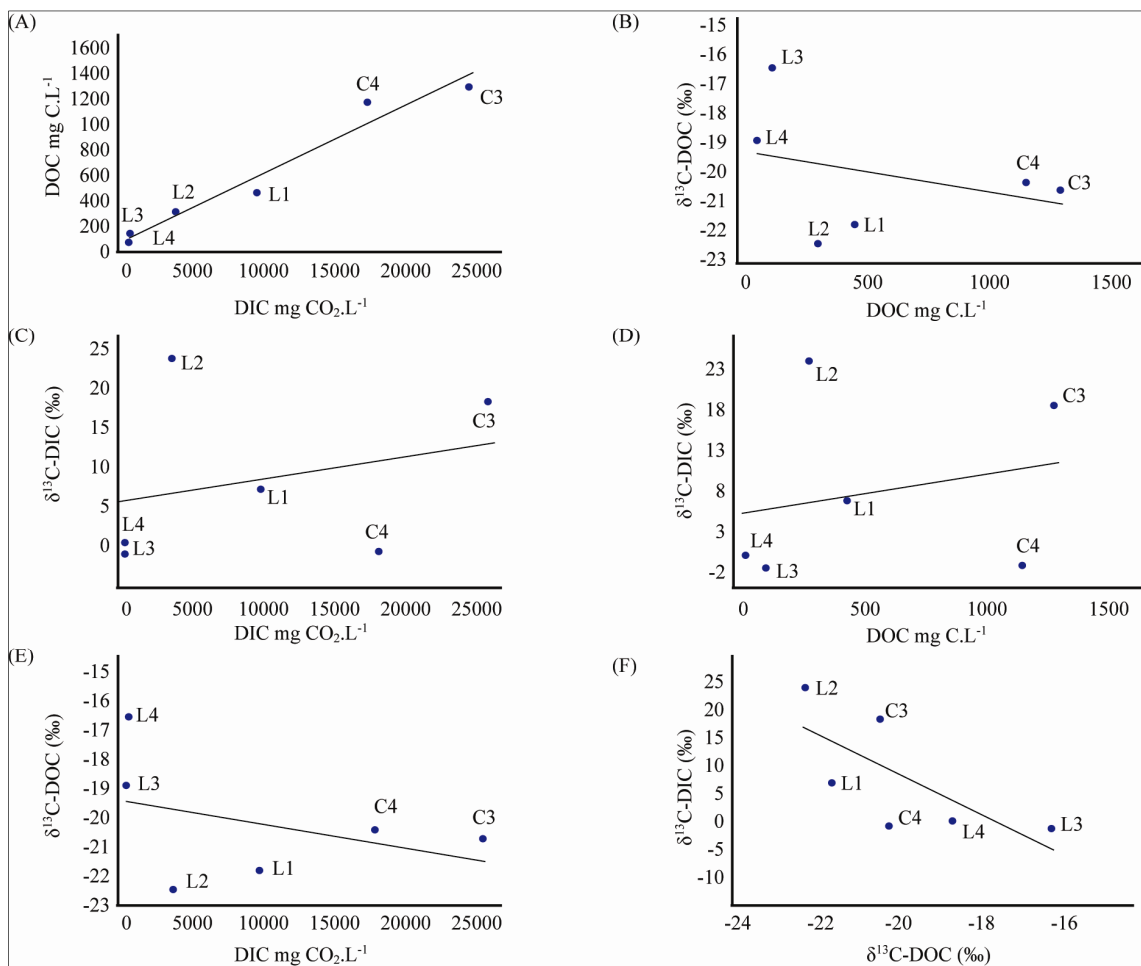 (A)
1600
1400
1200
100
800
600
400
200
0
DOC mg C.L⁻¹
C4
C3
L2
L1
L3
L4
0 5000 10000 15000 20000 25000
DIC mg CO₂.L⁻¹
(B)
-15
-16
-17
-18
-19
-20
-21
-22
-23
δ¹³C-DOC (‰)
L3
L4
C4
C3
L2
L1
0 500 1000 1500
DOC mg C.L⁻¹
(C)
25
20
15
10
5
0
δ¹³C-DIC (‰)
L2
C3
L1
L4
L3
C4
0 5000 10000 15000 20000 25000
DIC mg CO₂.L⁻¹
(D)
23
18
13
8
3
-2
δ¹³C-DIC (‰)
L2
C3
L1
L4
L3
C4
0 500 1000 1500
DOC mg C.L⁻¹
(E)
-15
-16
-17
-18
-19
-20
-21
-22
-23
δ¹³C-DOC (‰)
L4
L3
C4
C3
L2
L1
0 5000 10000 15000 20000 25000
DIC mg CO₂.L⁻¹
(F)
25
20
15
10
5
0
-5
-10
δ¹³C-DIC (‰)
L2
C3
L1
C4
L4
L3
-24 -22 -20 -18 -16
δ¹³C-DOC (‰)